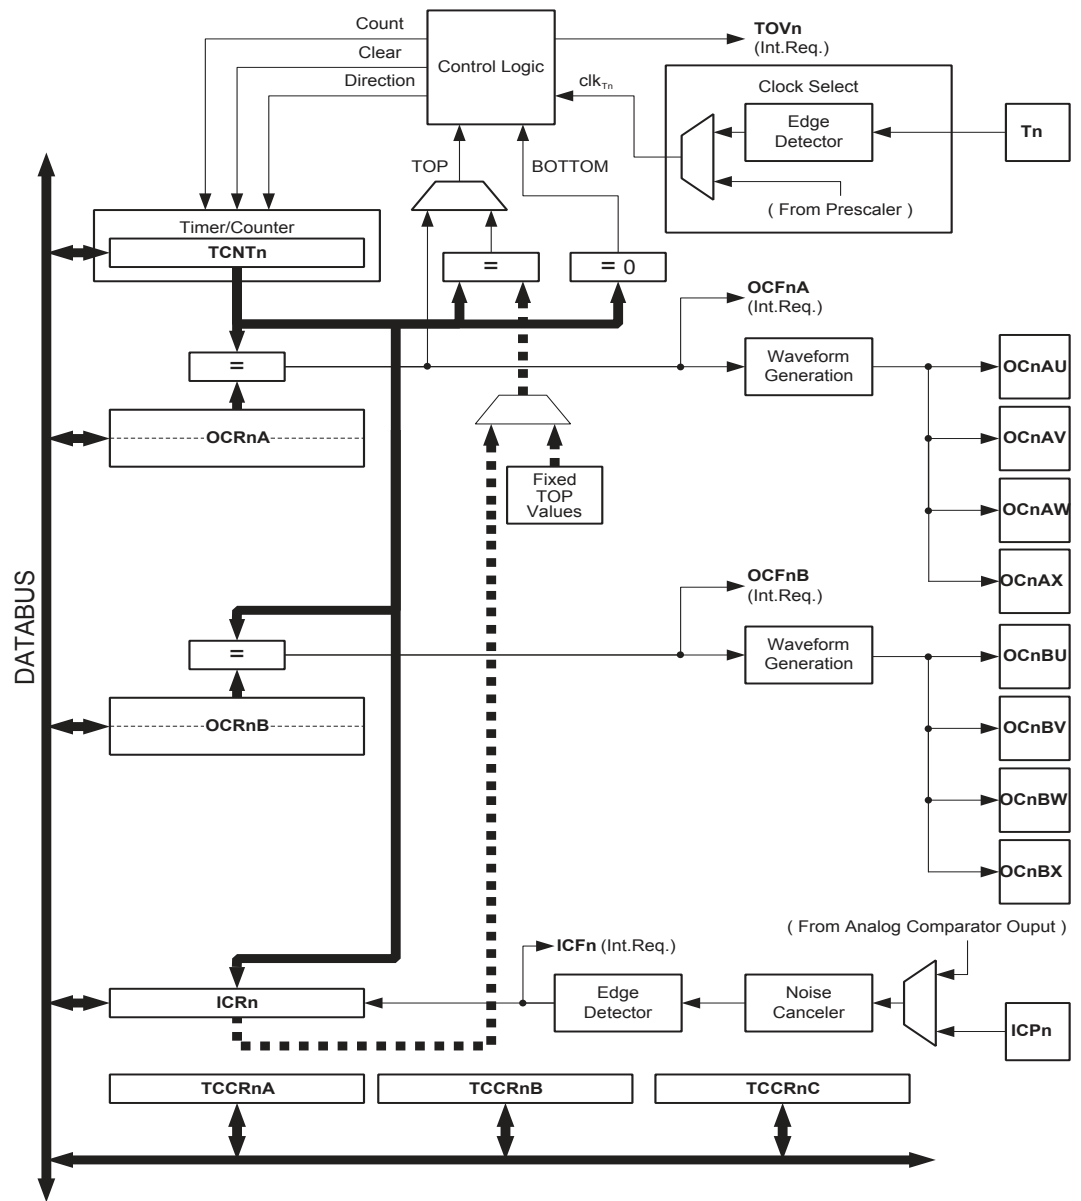 Count
Clear
Direction
Control Logic
TOVn
(Int.Req.)
clkTn
Clock Select
Edge
Detector
Tn
( From Prescaler )
TOP
BOTTOM
Timer/Counter
TCNTn
=
= 0
OCFnA
(Int.Req.)
=
Waveform
Generation
OCnAU
OCRnA
OCnAV
Fixed
TOP
Values
OCnAW
OCnAX
DATABUS
OCFnB
(Int.Req.)
=
Waveform
Generation
OCnBU
OCRnB
OCnBV
OCnBW
OCnBX
( From Analog Comparator Ouput )
ICFn (Int.Req.)
ICRn
Edge
Detector
Noise
Canceler
ICPn
TCCRnA
TCCRnB
TCCRnC